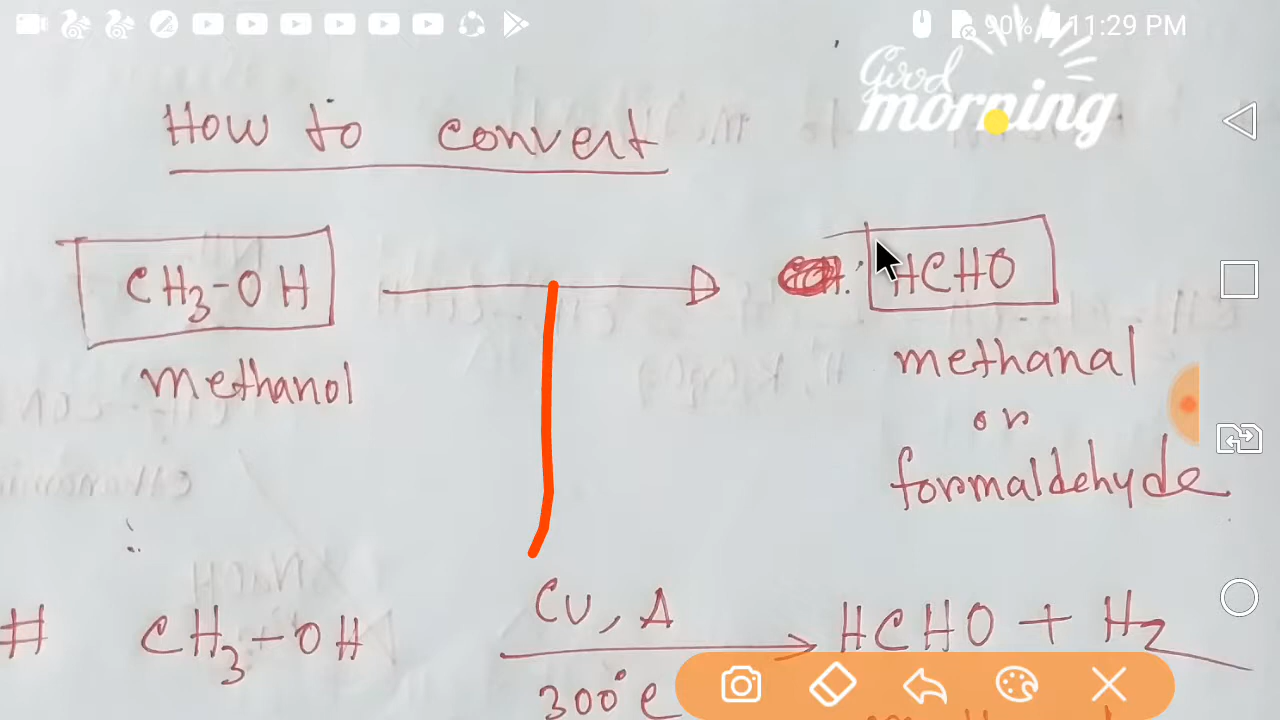 90% 11:29 PM
Good
morning
How to convert
CH3-OH HCHO
methanol methanal
or
formaldehyde
Cu, Δ
# CH3-OH HCHO + H2
300°C